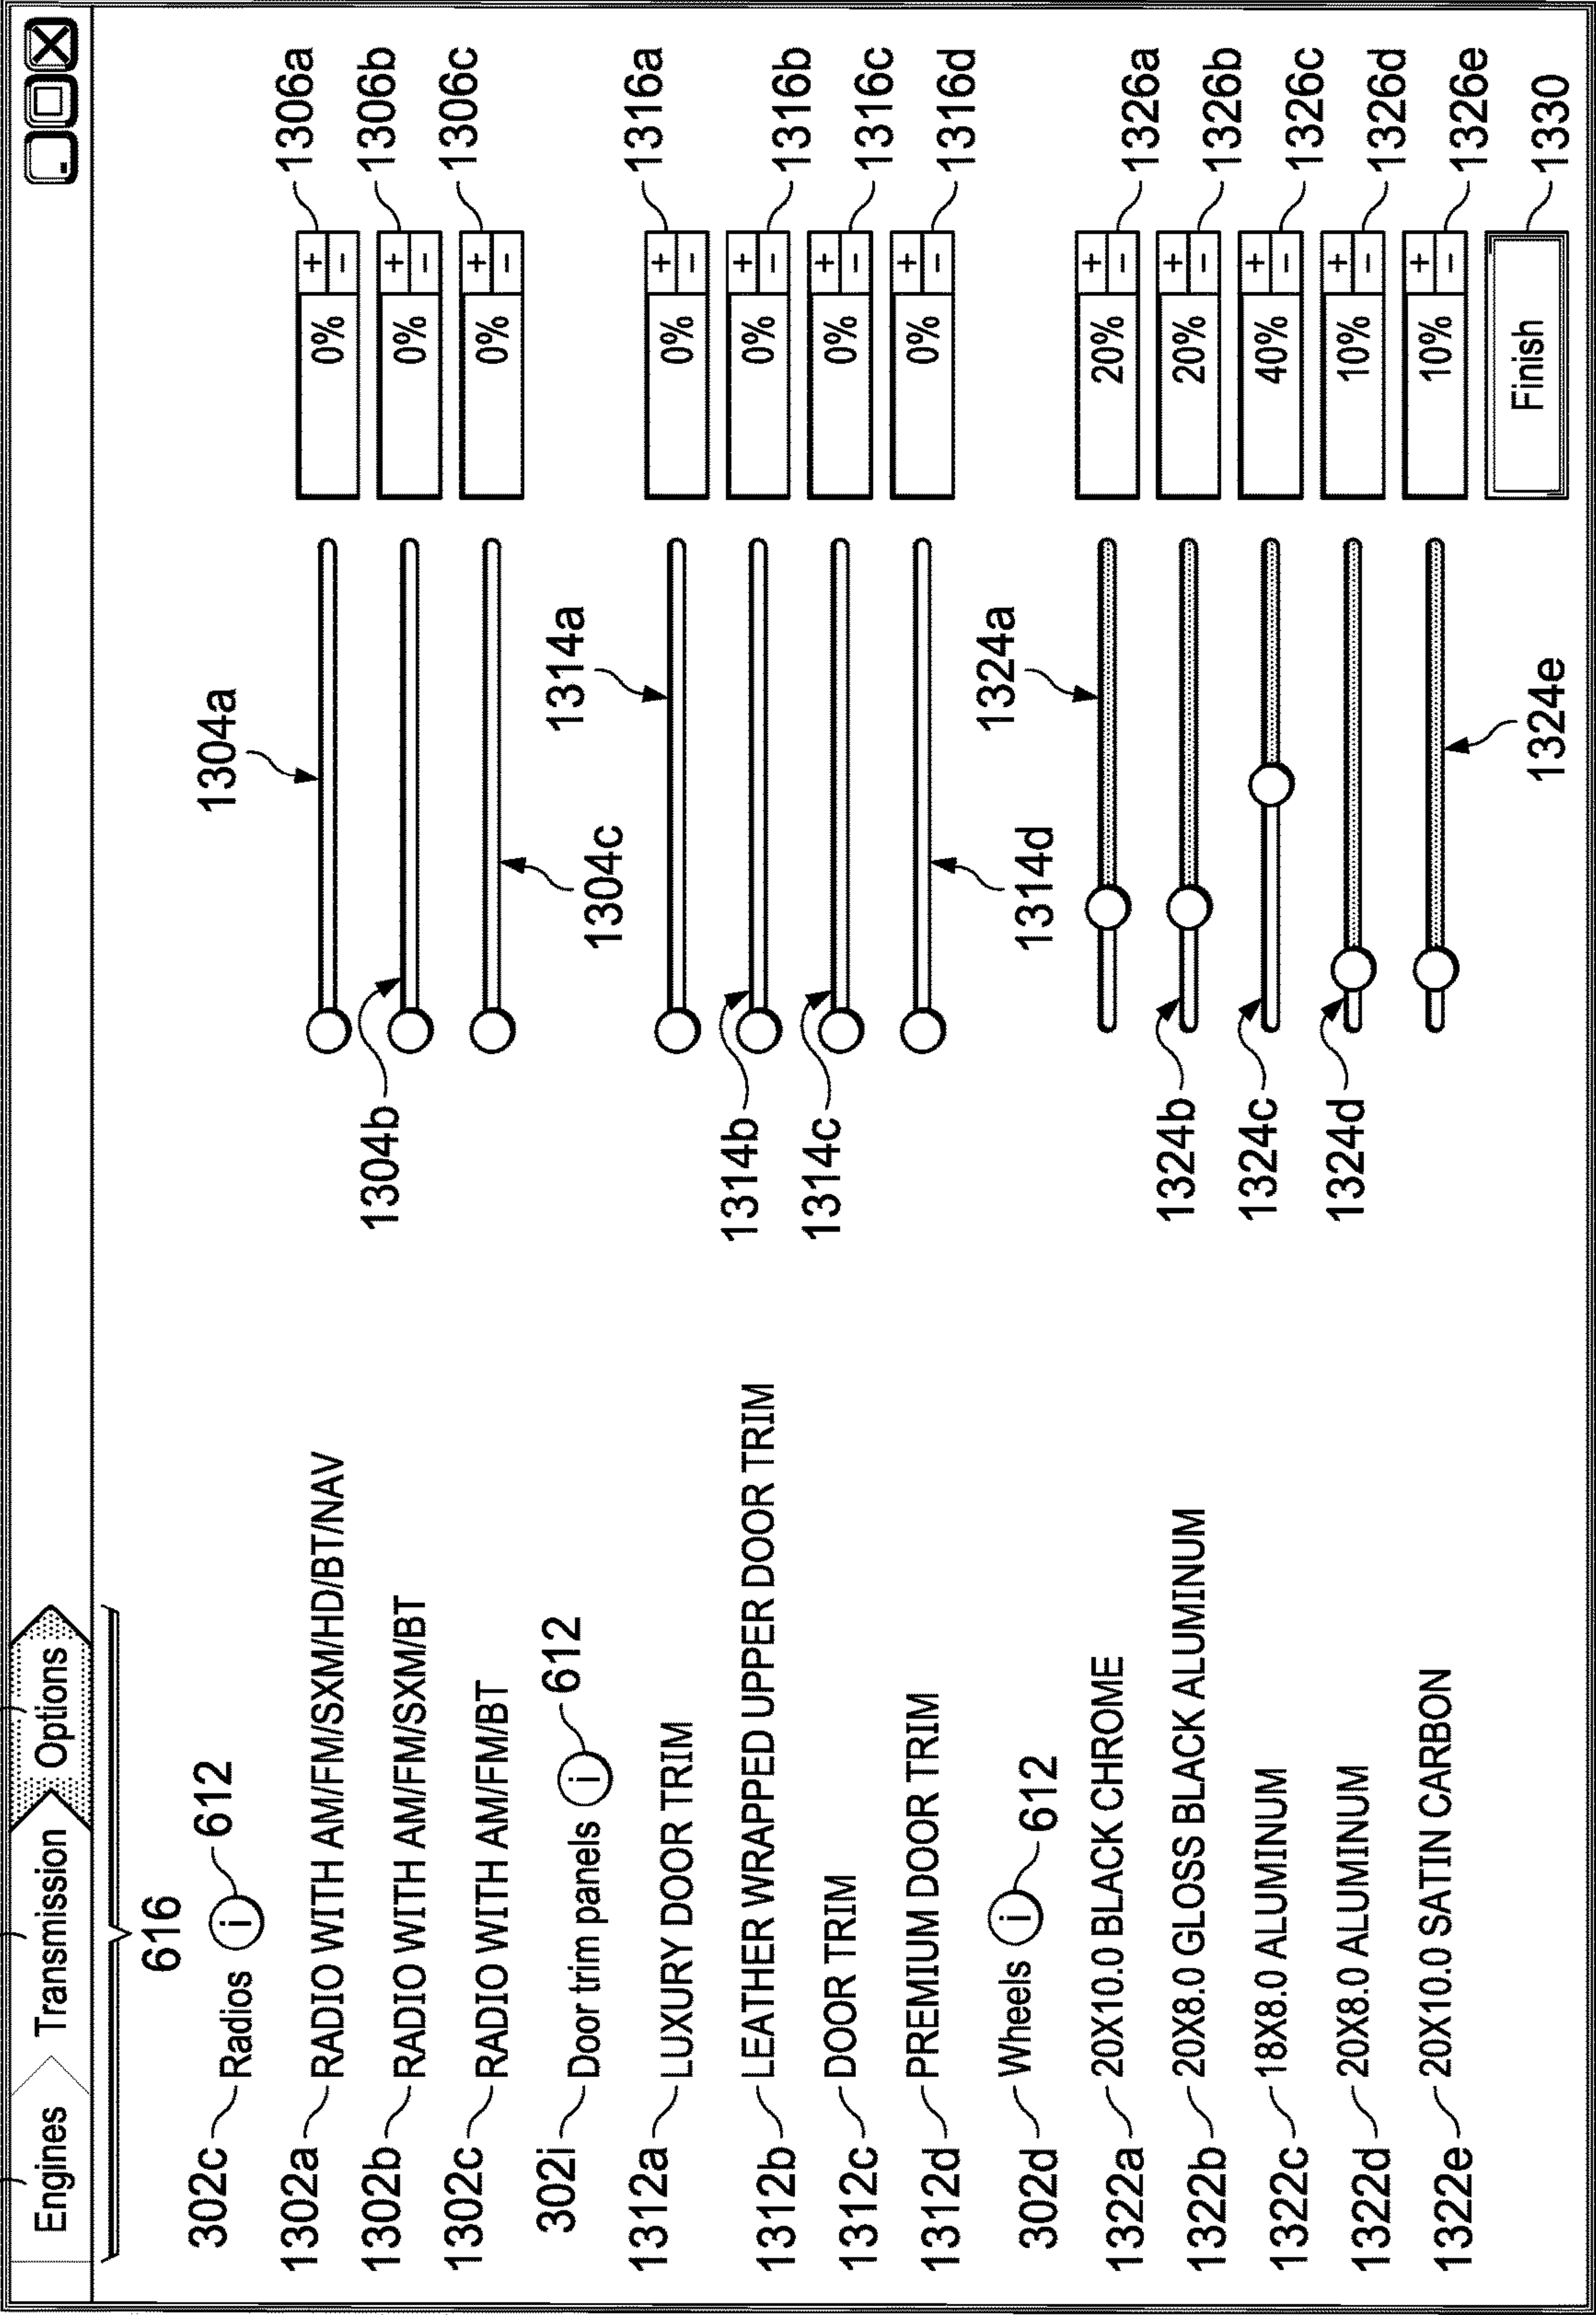 Engines Transmission Options
616
302c Radios i 612
1304a
1302a RADIO WITH AM/FM/SXM/HD/BT/NAV 0% + - 1306a
1304b
1302b RADIO WITH AM/FM/SXM/BT 0% + - 1306b
1302c RADIO WITH AM/FM/BT 0% + - 1306c
1304c
302i Door trim panels i 612
1314a
1312a LUXURY DOOR TRIM 0% + - 1316a
1314b
1312b LEATHER WRAPPED UPPER DOOR TRIM 0% + - 1316b
1314c
1312c DOOR TRIM 0% + - 1316c
1312d PREMIUM DOOR TRIM 0% + - 1316d
1314d
302d Wheels i 612
1324a
1322a 20X10.0 BLACK CHROME 20% + - 1326a
1324b
1322b 20X8.0 GLOSS BLACK ALUMINUM 20% + - 1326b
1324c
1322c 18X8.0 ALUMINUM 40% + - 1326c
1324d
1322d 20X8.0 ALUMINUM 10% + - 1326d
1322e 20X10.0 SATIN CARBON 10% + - 1326e
1324e
Finish 1330